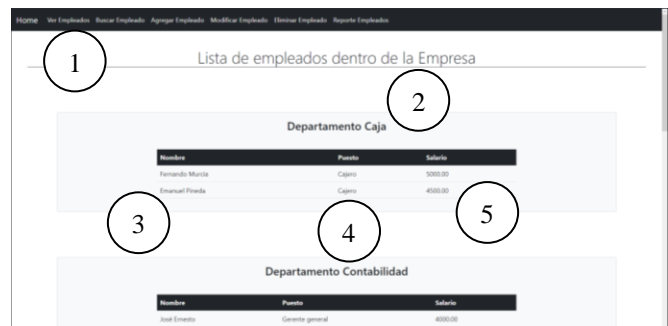 Home Ver Empleados Buscar Empleado Agregar Empleado Modificar Empleado Eliminar Empleado Reporte Empleados
1
Lista de empleados dentro de la Empresa
2
Departamento Caja
Nombre Puesto Salario
Fernando Murcia Cajero 5000.00
Emanuel Pineda Cajero 4500.00
3 4 5
Departamento Contabilidad
Nombre Puesto Salario
José Ernesto Gerente general 4000.00